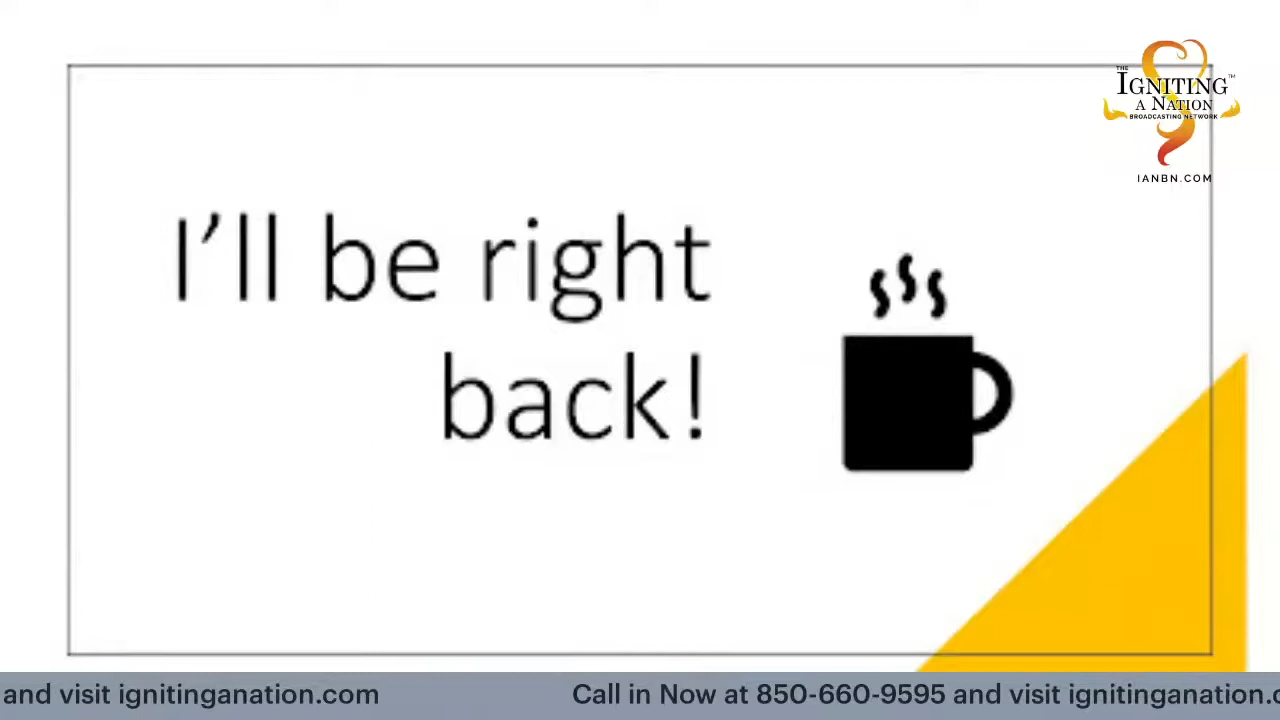 THE
IGNITING™
A NATION
BROADCASTING NETWORK
IANBN.COM
I’ll be right
back!
and visit ignitinganation.com Call in Now at 850-660-9595 and visit ignitinganation.c